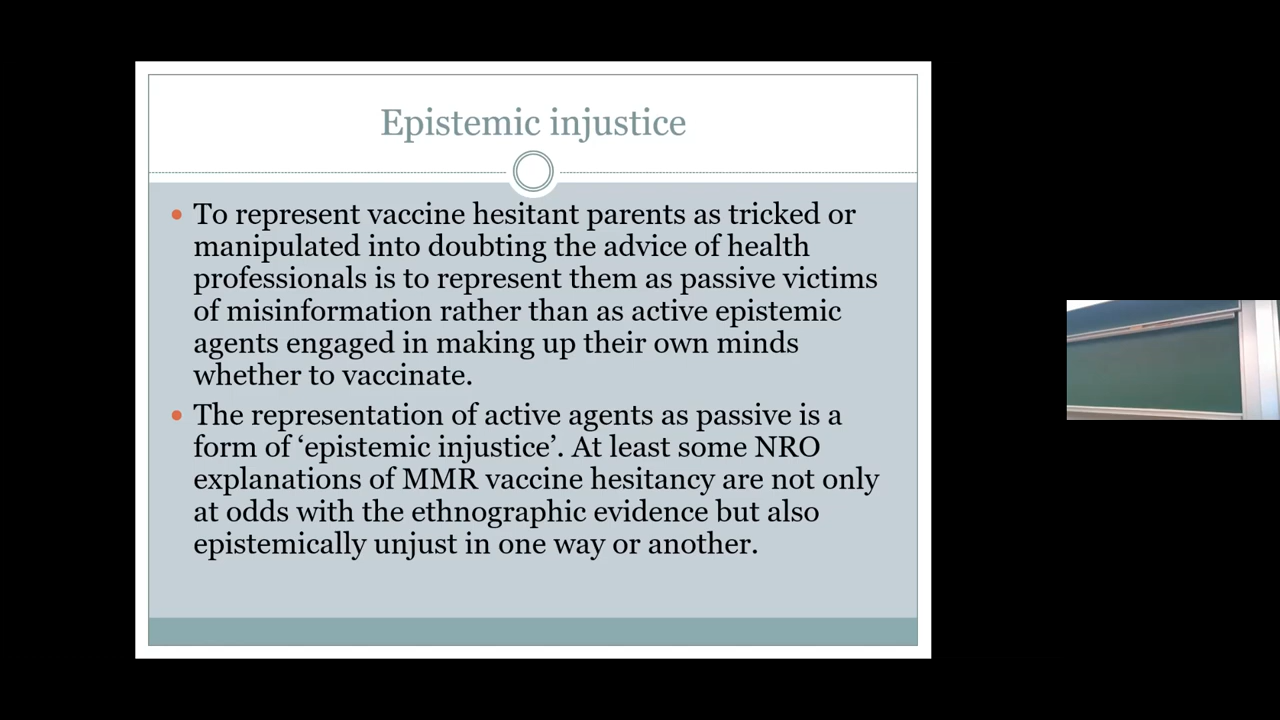 Epistemic injustice
• To represent vaccine hesitant parents as tricked or
manipulated into doubting the advice of health
professionals is to represent them as passive victims
of misinformation rather than as active epistemic
agents engaged in making up their own minds
whether to vaccinate.
• The representation of active agents as passive is a
form of ‘epistemic injustice’. At least some NRO
explanations of MMR vaccine hesitancy are not only
at odds with the ethnographic evidence but also
epistemically unjust in one way or another.